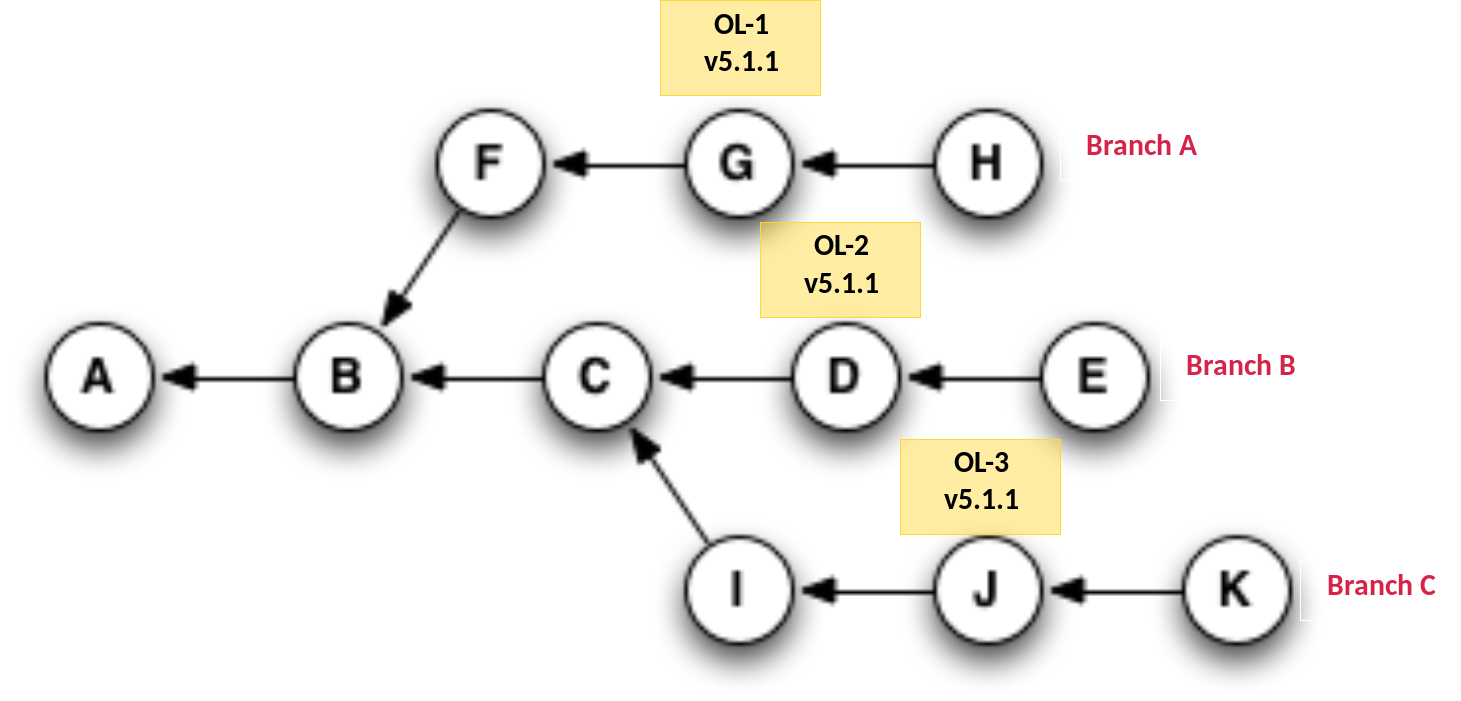 OL-1
v5.1.1
F
G
H
Branch A
OL-2
v5.1.1
A
B
C
D
E
Branch B
OL-3
v5.1.1
I
J
K
Branch C